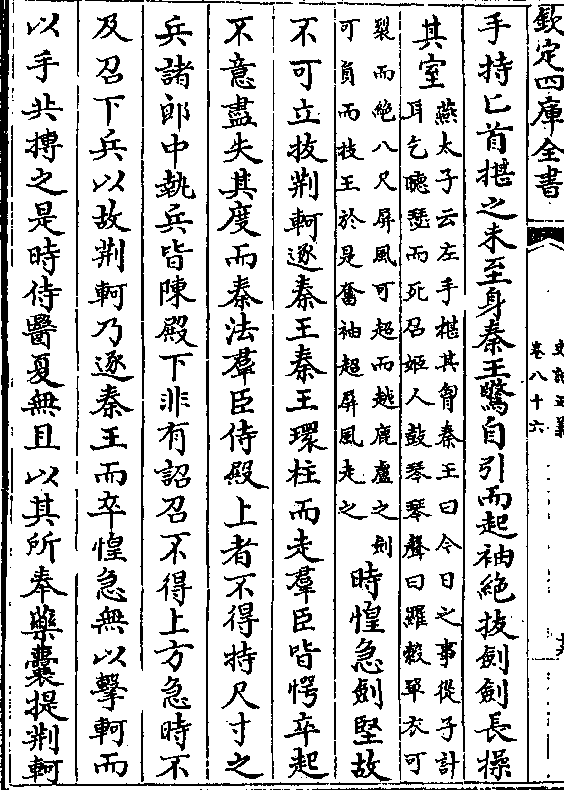 欽定四庫全書
史記正義
卷八十六
手持匕首揕之未至身秦王驚自引而起袖絶拔劍劍長操
其室
燕太子云左手揕其胷秦王曰今日之事從子計
耳乞聽瑟而死召姬人鼓琴琴聲曰羅縠單衣可
裂而絶八尺屏風可超而越鹿盧之劍
可負而拔王於是奮袖超屏風走之
時惶急劍堅故
不可立拔荆軻逐秦王秦王環柱而走羣臣皆愕卒起
不意盡失其度而秦法羣臣侍殿上者不得持尺寸之
兵諸郎中執兵皆陳殿下非有詔召不得上方急時不
及召下兵以故荆軻乃逐秦王而卒惶急無以擊軻而
以手共搏之是時侍醫夏無且以其所奉藥囊提荆軻